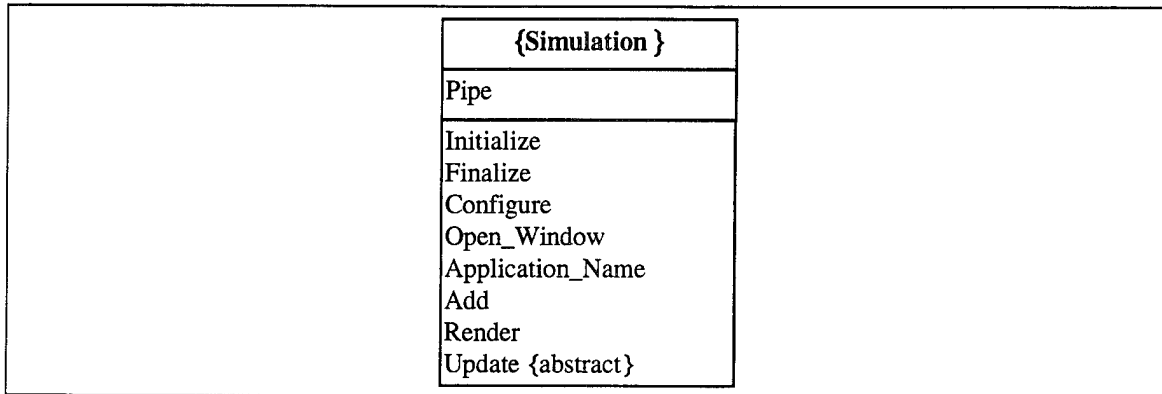 {Simulation }
Pipe
Initialize
Finalize
Configure
Open_Window
Application_Name
Add
Render
Update {abstract}